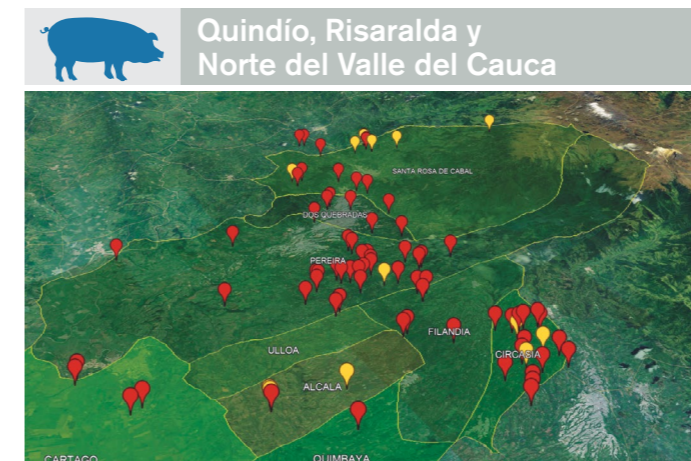 Quindío, Risaralda y
Norte del Valle del Cauca
SANTA ROSA DE CABAL
DOS QUEBRADAS
PEREIRA
FILANDIA
ULLOA
CIRCASIA
ALCALA
CARTAGO
QUIMBAYA